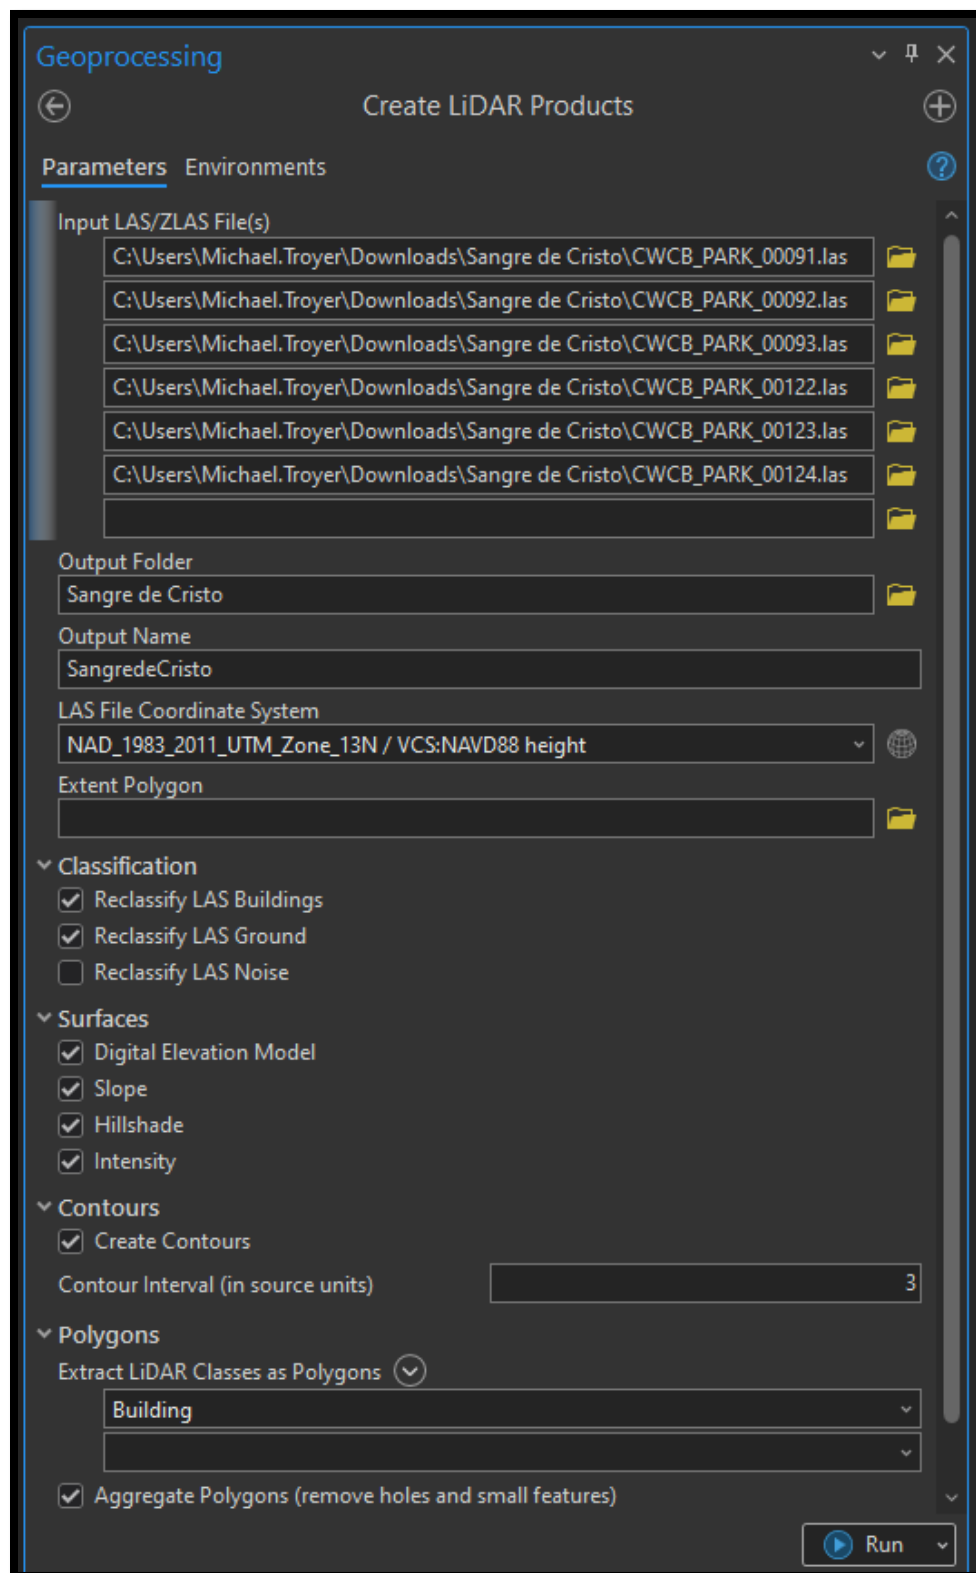 Geoprocessing
Create LiDAR Products
Parameters Environments
Input LAS/ZLAS File(s)
C:\Users\Michael.Troyer\Downloads\Sangre de Cristo\CWCB_PARK_00091.las
C:\Users\Michael.Troyer\Downloads\Sangre de Cristo\CWCB_PARK_00092.las
C:\Users\Michael.Troyer\Downloads\Sangre de Cristo\CWCB_PARK_00093.las
C:\Users\Michael.Troyer\Downloads\Sangre de Cristo\CWCB_PARK_00122.las
C:\Users\Michael.Troyer\Downloads\Sangre de Cristo\CWCB_PARK_00123.las
C:\Users\Michael.Troyer\Downloads\Sangre de Cristo\CWCB_PARK_00124.las
Output Folder
Sangre de Cristo
Output Name
SangredeCristo
LAS File Coordinate System
NAD_1983_2011_UTM_Zone_13N / VCS:NAVD88 height
Extent Polygon
Classification
Reclassify LAS Buildings
Reclassify LAS Ground
Reclassify LAS Noise
Surfaces
Digital Elevation Model
Slope
Hillshade
Intensity
Contours
Create Contours
Contour Interval (in source units) 3
Polygons
Extract LiDAR Classes as Polygons
Building
Aggregate Polygons (remove holes and small features)
Run